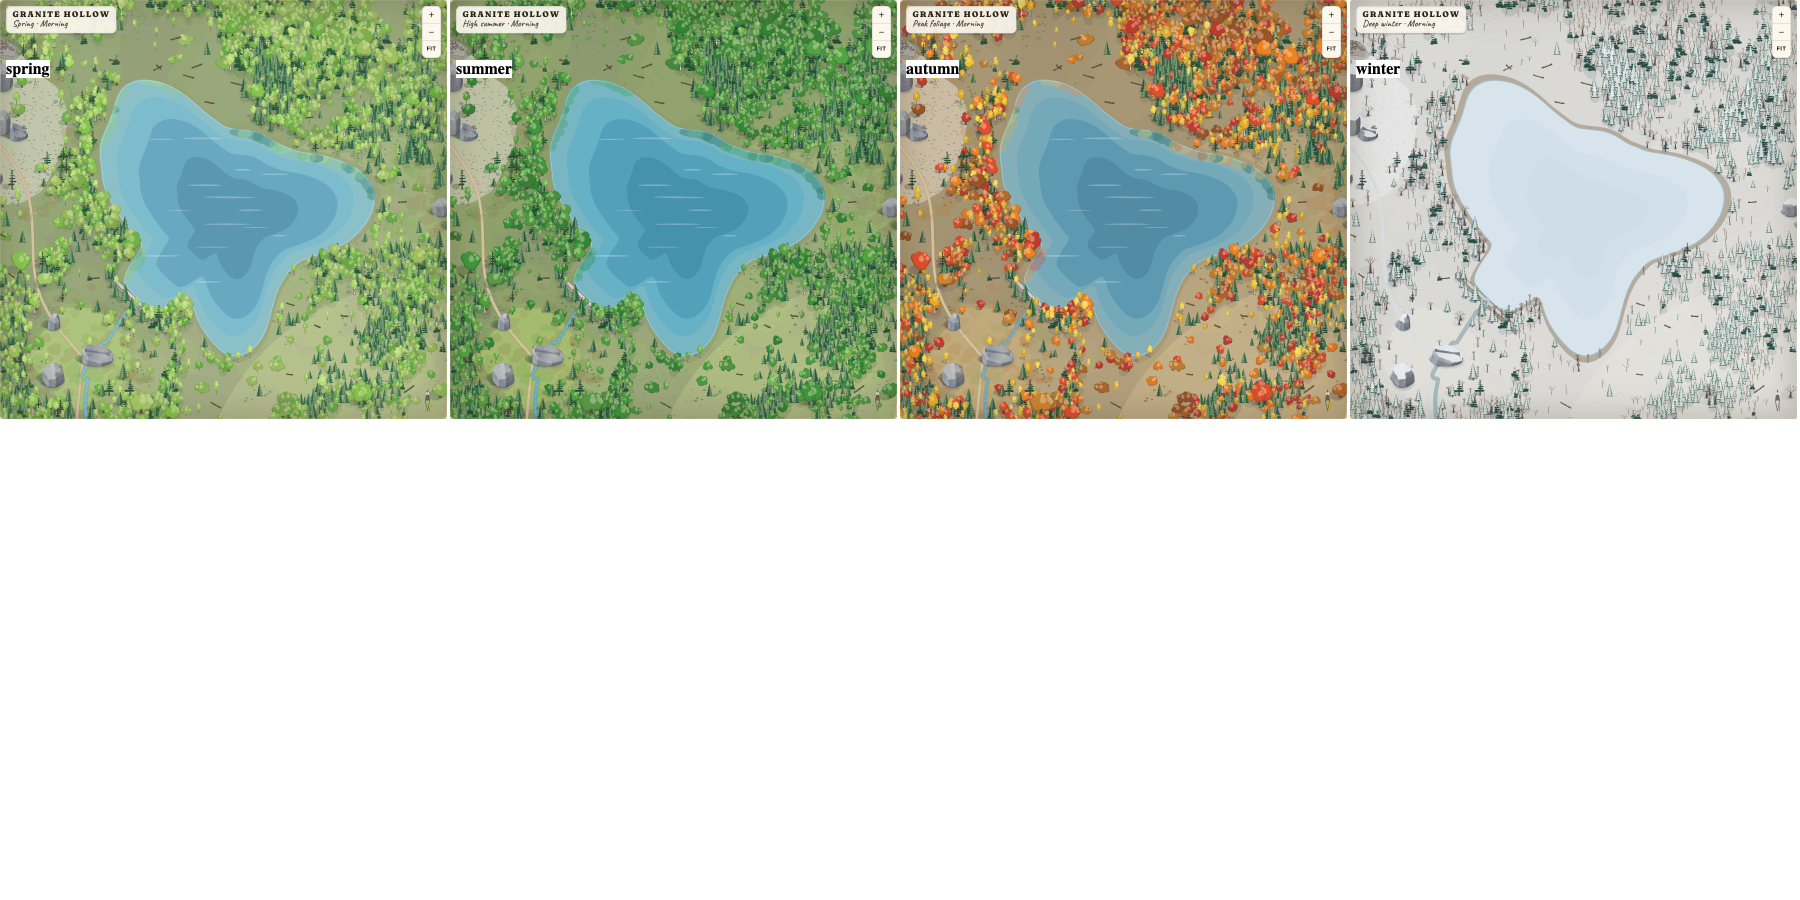 GRANITE HOLLOW
Spring · Morning
+
−
FIT
spring
GRANITE HOLLOW
High summer · Morning
+
−
FIT
summer
GRANITE HOLLOW
Peak foliage · Morning
+
−
FIT
autumn
GRANITE HOLLOW
Deep winter · Morning
+
−
FIT
winter